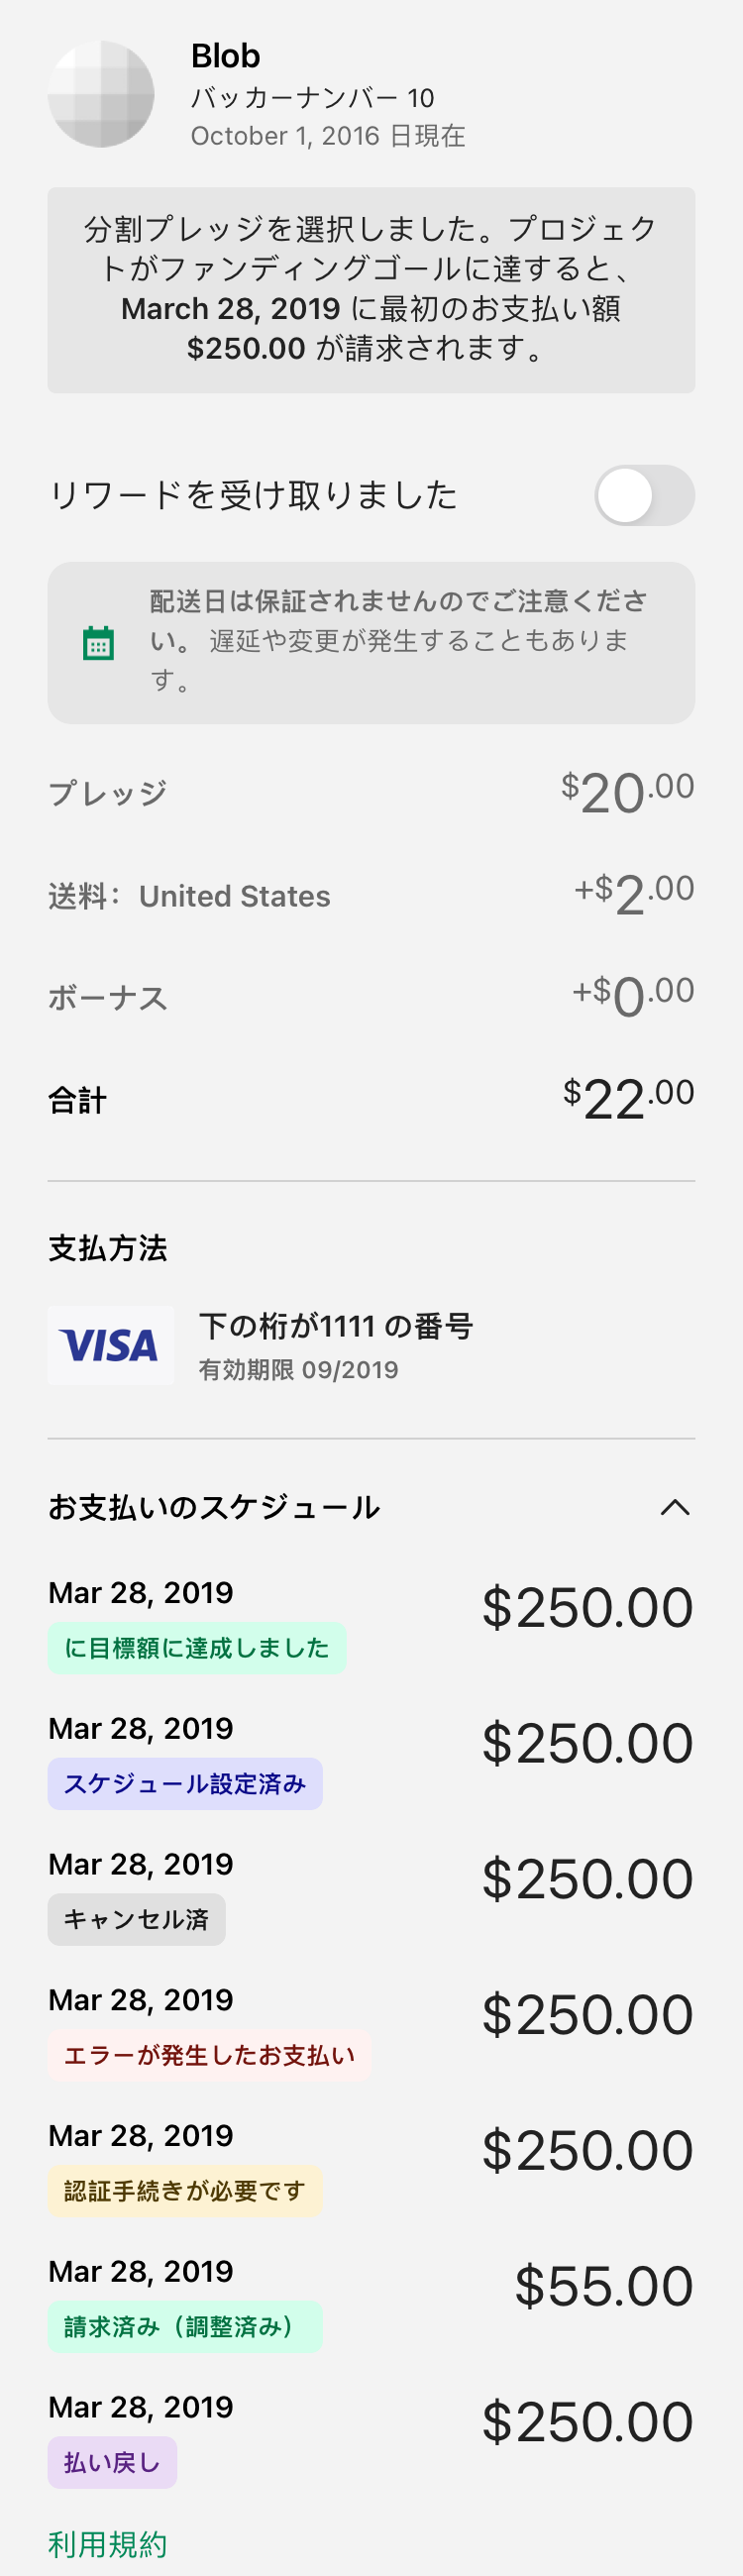 Blob
バッカーナンバー 10
October 1, 2016 日現在
分割プレッジを選択しました。プロジェク
トがファンディングゴールに達すると、
March 28, 2019 に最初のお支払い額
$250.00 が請求されます。
リワードを受け取りました
配送日は保証されませんのでご注意くださ
い。 遅延や変更が発生することもありま
す。
プレッジ $20.00
送料： United States +$2.00
ボーナス +$0.00
合計 $22.00
支払方法
VISA
下の桁が1111 の番号
有効期限 09/2019
お支払いのスケジュール
Mar 28, 2019 $250.00
に目標額に達成しました
Mar 28, 2019 $250.00
スケジュール設定済み
Mar 28, 2019 $250.00
キャンセル済
Mar 28, 2019 $250.00
エラーが発生したお支払い
Mar 28, 2019 $250.00
認証手続きが必要です
Mar 28, 2019 $55.00
請求済み（調整済み）
Mar 28, 2019 $250.00
払い戻し
利用規約